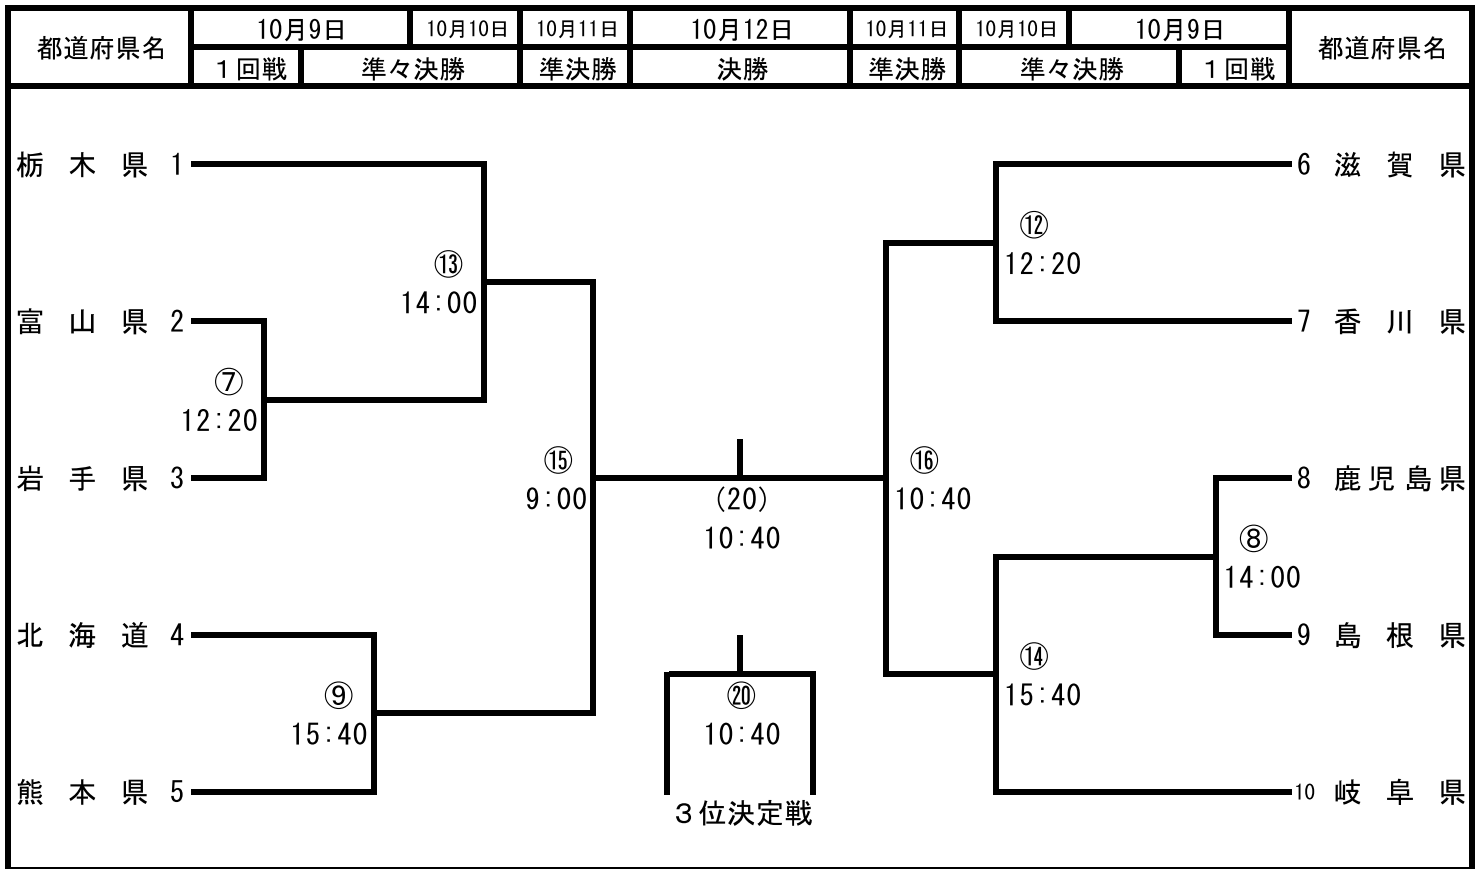 都道府県名 10月9日 10月10日 10月11日 10月12日 10月11日 10月10日 10月9日 都道府県名
１回戦 準々決勝 準決勝 決勝 準決勝 準々決勝 １回戦
栃木県 1
6 滋賀県
⑫
12:20
⑬
14:00
富山県 2
7 香川県
⑦
12:20
⑮
9:00
⑯
10:40
岩手県 3
8 鹿児島県
(20)
10:40
⑧
14:00
北海道 4
9 島根県
⑭
15:40
⑨
15:40
⑳
10:40
熊本県 5
10 岐阜県
３位決定戦